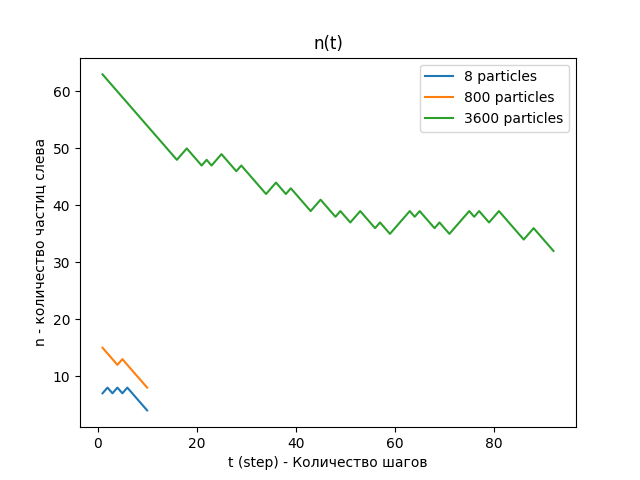 n(t)
n - количество частиц слева
60
50
40
30
20
10
8 particles
800 particles
3600 particles
0 20 40 60 80
t (step) - Количество шагов